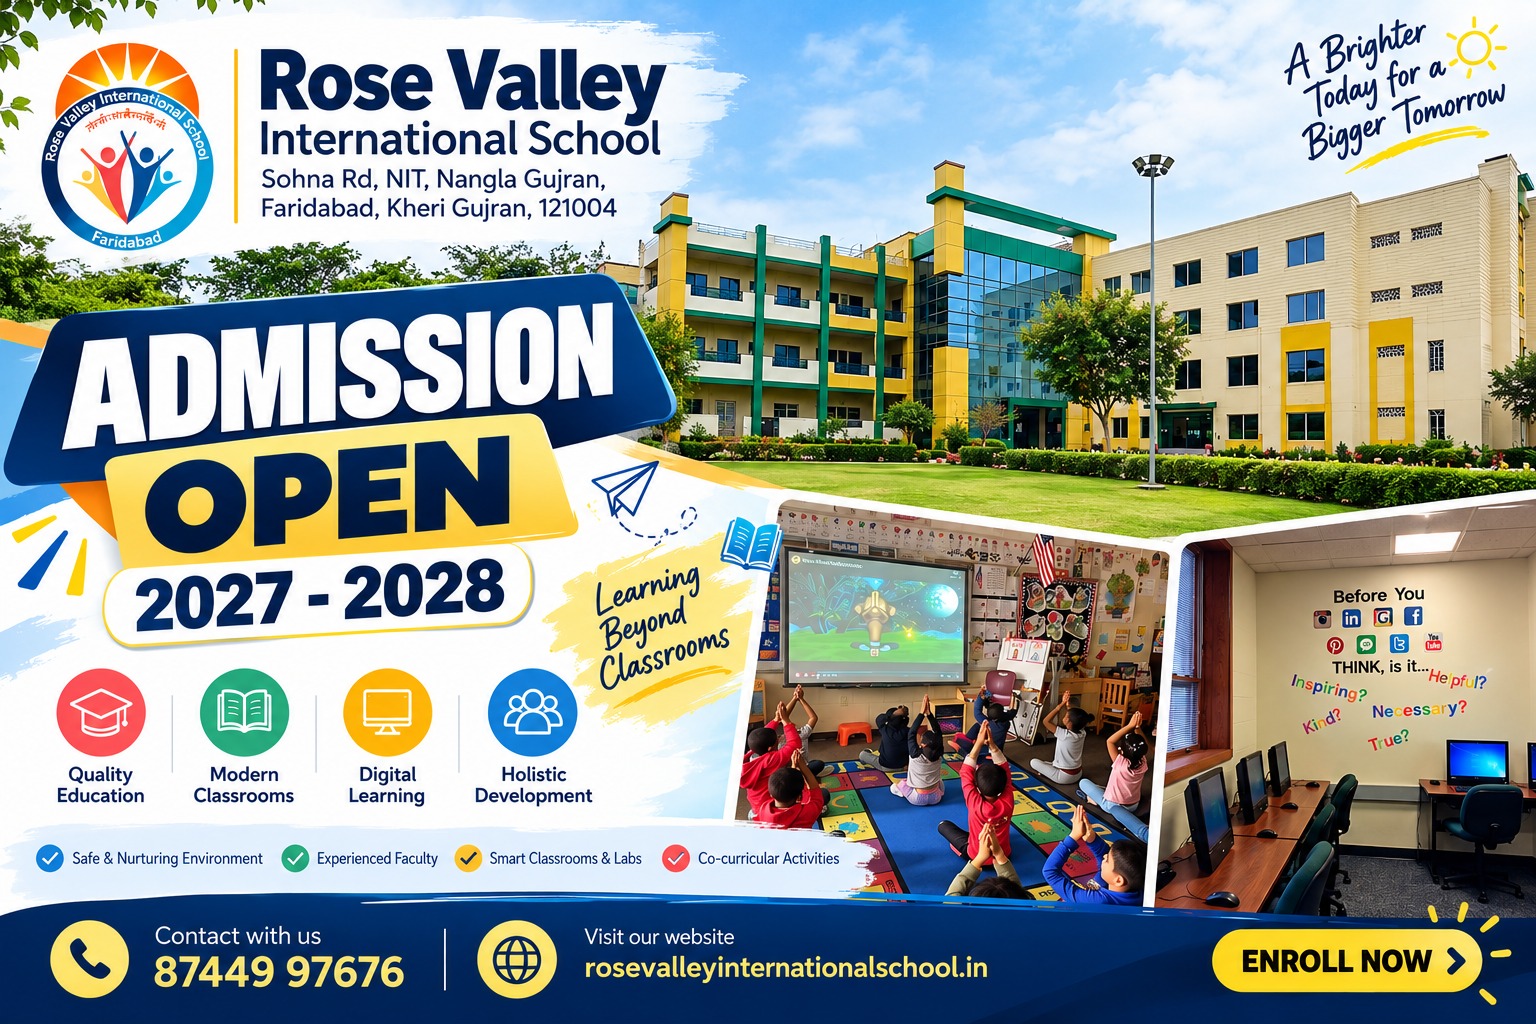 Rose Valley International School
Faridabad
Rose Valley
International School
Sohna Rd, NIT, Nangla Gujran,
Faridabad, Kheri Gujran, 121004
A Brighter
Today for a
Bigger Tomorrow
ADMISSION
OPEN
2027 - 2028
Learning
Beyond
Classrooms
Quality
Education
Modern
Classrooms
Digital
Learning
Holistic
Development
Safe & Nurturing Environment
Experienced Faculty
Smart Classrooms & Labs
Co-curricular Activities
Before You
THINK, is it...
Helpful?
Inspiring?
Kind?
Necessary?
True?
Contact with us
87449 97676
Visit our website
rosevalleyinternationalschool.in
ENROLL NOW